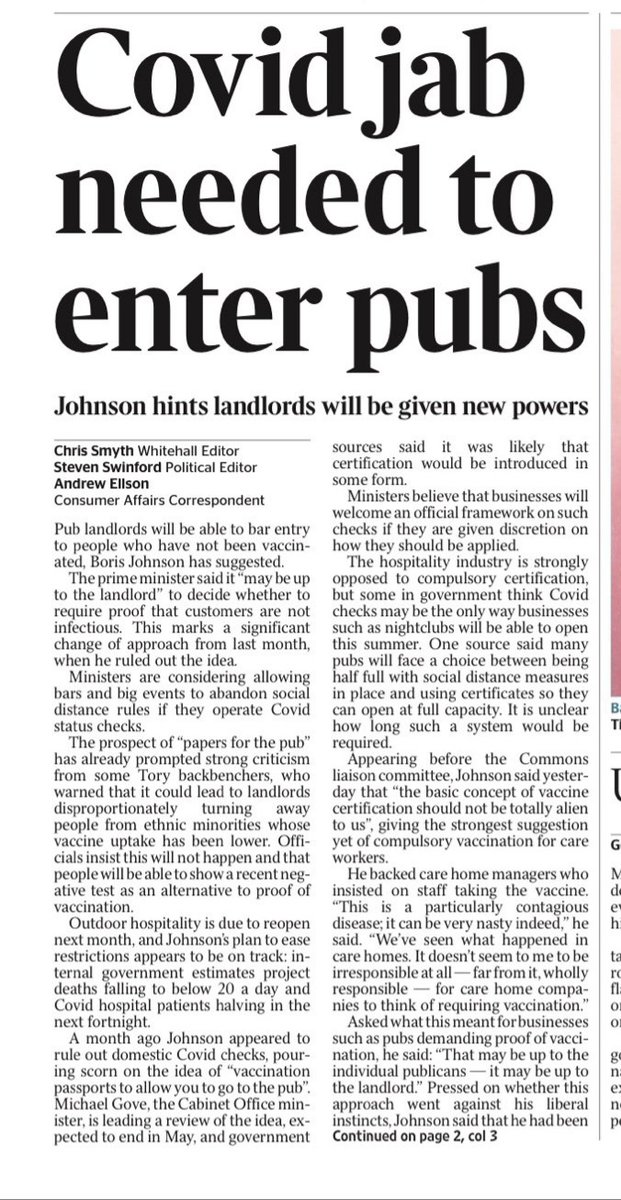 Covid jab
needed to
enter pubs
Johnson hints landlords will be given new powers
Chris Smyth Whitehall Editor
Steven Swinford Political Editor
Andrew Ellson
Consumer Affairs Correspondent
Pub landlords will be able to bar entry
to people who have not been vaccin-
ated, Boris Johnson has suggested.
The prime minister said it “may be up
to the landlord” to decide whether to
require proof that customers are not
infectious. This marks a significant
change of approach from last month,
when he ruled out the idea.
Ministers are considering allowing
bars and big events to abandon social
distance rules if they operate Covid
status checks.
The prospect of “papers for the pub”
has already prompted strong criticism
from some Tory backbenchers, who
warned that it could lead to landlords
disproportionately turning away
people from ethnic minorities whose
vaccine uptake has been lower. Offi-
cials insist this will not happen and that
people will be able to show a recent neg-
ative test as an alternative to proof of
vaccination.
Outdoor hospitality is due to reopen
next month, and Johnson’s plan to ease
restrictions appears to be on track: in-
ternal government estimates project
deaths falling to below 20 a day and
Covid hospital patients halving in the
next fortnight.
A month ago Johnson appeared to
rule out domestic Covid checks, pour-
ing scorn on the idea of “vaccination
passports to allow you to go to the pub”.
Michael Gove, the Cabinet Office min-
ister, is leading a review of the idea, ex-
pected to end in May, and government
sources said it was likely that
certification would be introduced in
some form.
Ministers believe that businesses will
welcome an official framework on such
checks if they are given discretion on
how they should be applied.
The hospitality industry is strongly
opposed to compulsory certification,
but some in government think Covid
checks may be the only way businesses
such as nightclubs will be able to open
this summer. One source said many
pubs will face a choice between being
half full with social distance measures
in place and using certificates so they
can open at full capacity. It is unclear
how long such a system would be
required.
Appearing before the Commons
liaison committee, Johnson said yester-
day that “the basic concept of vaccine
certification should not be totally alien
to us”, giving the strongest suggestion
yet of compulsory vaccination for care
workers.
He backed care home managers who
insisted on staff taking the vaccine.
“This is a particularly contagious
disease; it can be very nasty indeed,” he
said. “We’ve seen what happened in
care homes. It doesn’t seem to me to be
irresponsible at all — far from it, wholly
responsible — for care home compa-
nies to think of requiring vaccination.”
Asked what this meant for businesses
such as pubs demanding proof of vacci-
nation, he said: “That may be up to the
individual publicans — it may be up to
the landlord.” Pressed on whether this
approach went against his liberal
instincts, Johnson said that he had been
Continued on page 2, col 3